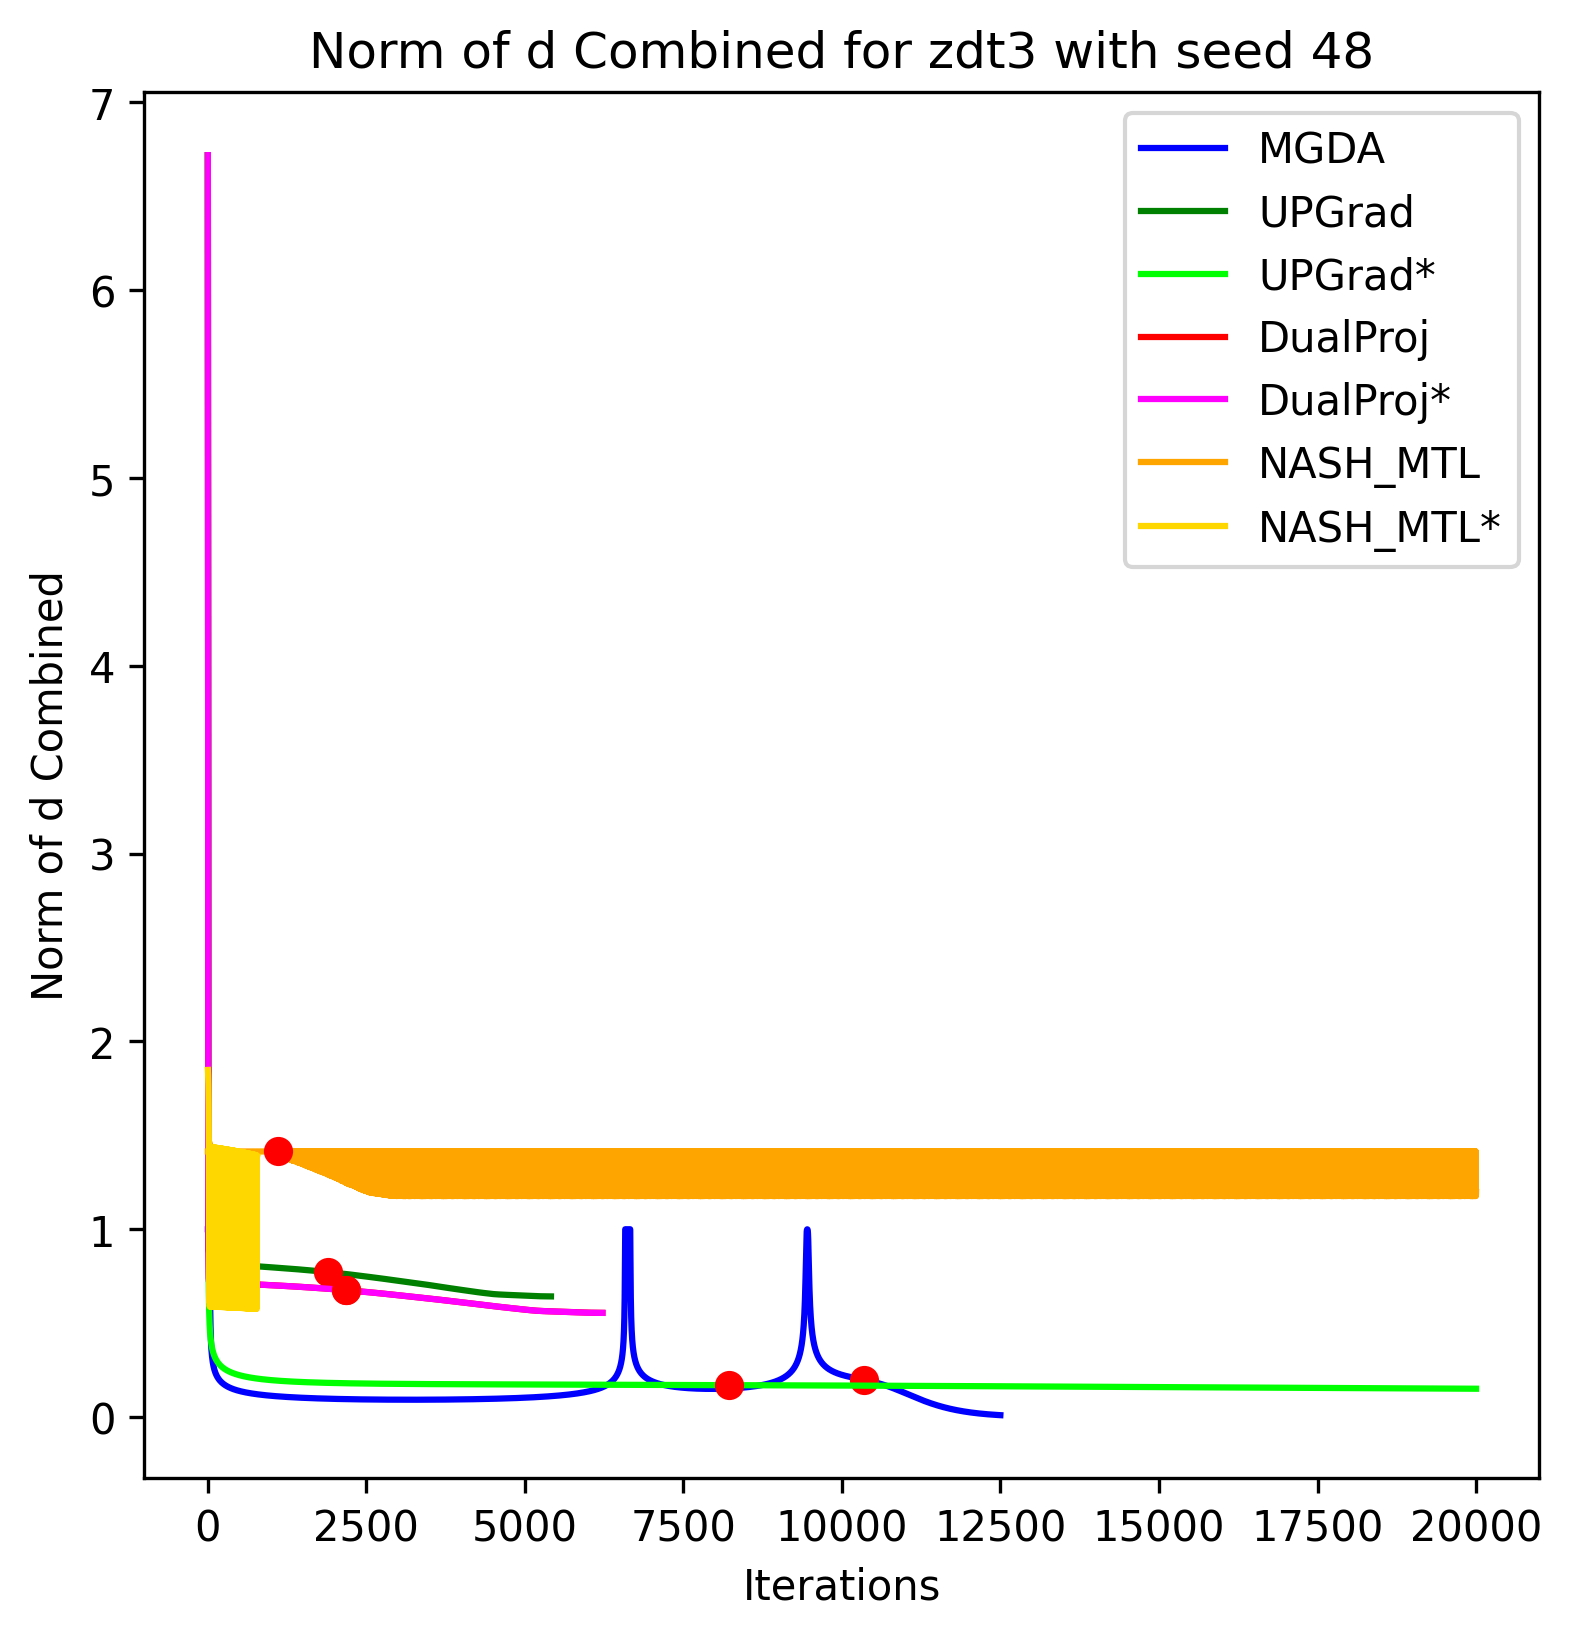 Norm of d Combined for zdt3 with seed 48
7
6
5
4
3
2
1
0
Norm of d Combined
MGDA
UPGrad
UPGrad*
DualProj
DualProj*
NASH_MTL
NASH_MTL*
0 2500 5000 7500 10000 12500 15000 17500 20000
Iterations